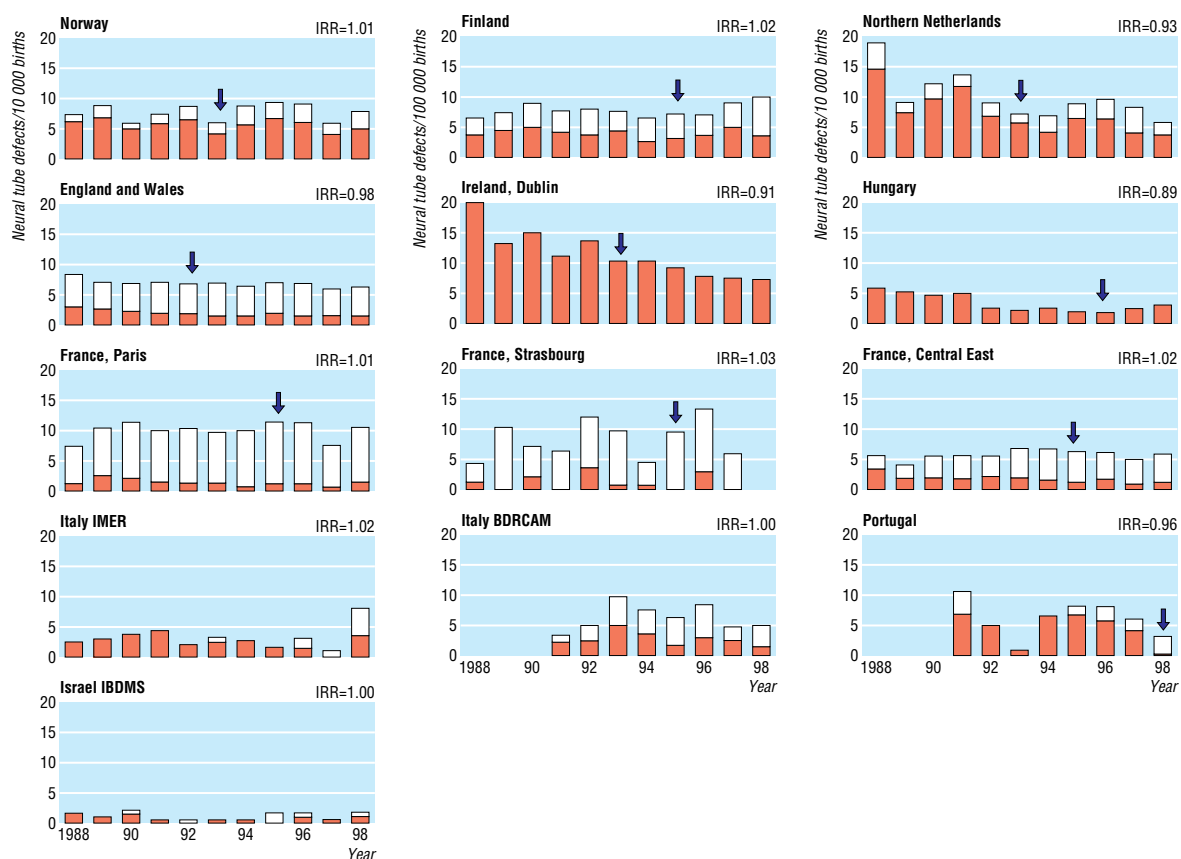 Neural tube defects/10 000 births
Norway
IRR=1.01
20
15
10
5
0
Neural tube defects/100 000 births
Finland
IRR=1.02
20
15
10
5
0
Neural tube defects/10 000 births
Northern Netherlands
IRR=0.93
20
15
10
5
0
England and Wales
IRR=0.98
20
15
10
5
0
Ireland, Dublin
IRR=0.91
20
15
10
5
0
Hungary
IRR=0.89
20
15
10
5
0
France, Paris
IRR=1.01
20
15
10
5
0
France, Strasbourg
IRR=1.03
20
15
10
5
0
France, Central East
IRR=1.02
20
15
10
5
0
Italy IMER
IRR=1.02
20
15
10
5
0
Italy BDRCAM
IRR=1.00
20
15
10
5
0
1988 90 92 94 96 98
Year
Portugal
IRR=0.96
20
15
10
5
0
1988 90 92 94 96 98
Year
Israel IBDMS
IRR=1.00
20
15
10
5
0
1988 90 92 94 96 98
Year